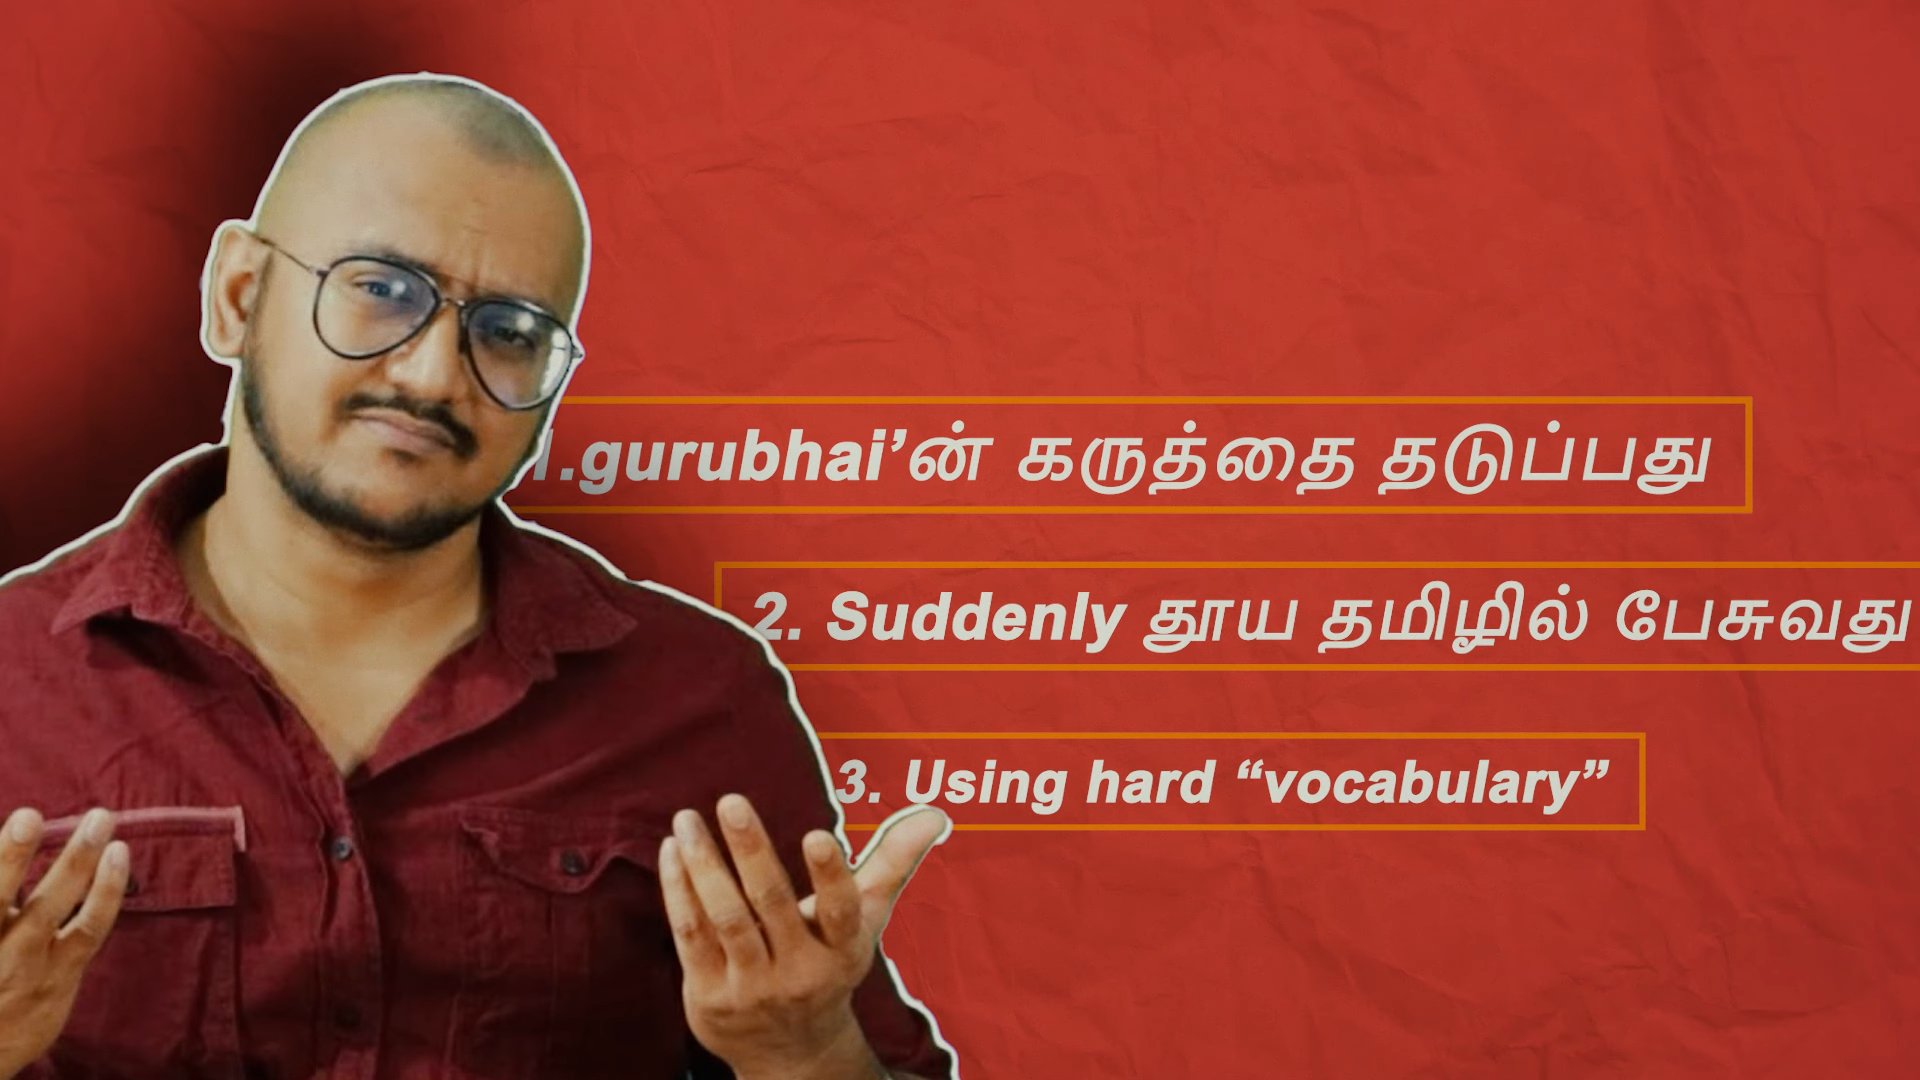 1.gurubhai’ன் கருத்தை தடுப்பது
2. Suddenly தூய தமிழில் பேசுவது
3. Using hard “vocabulary”